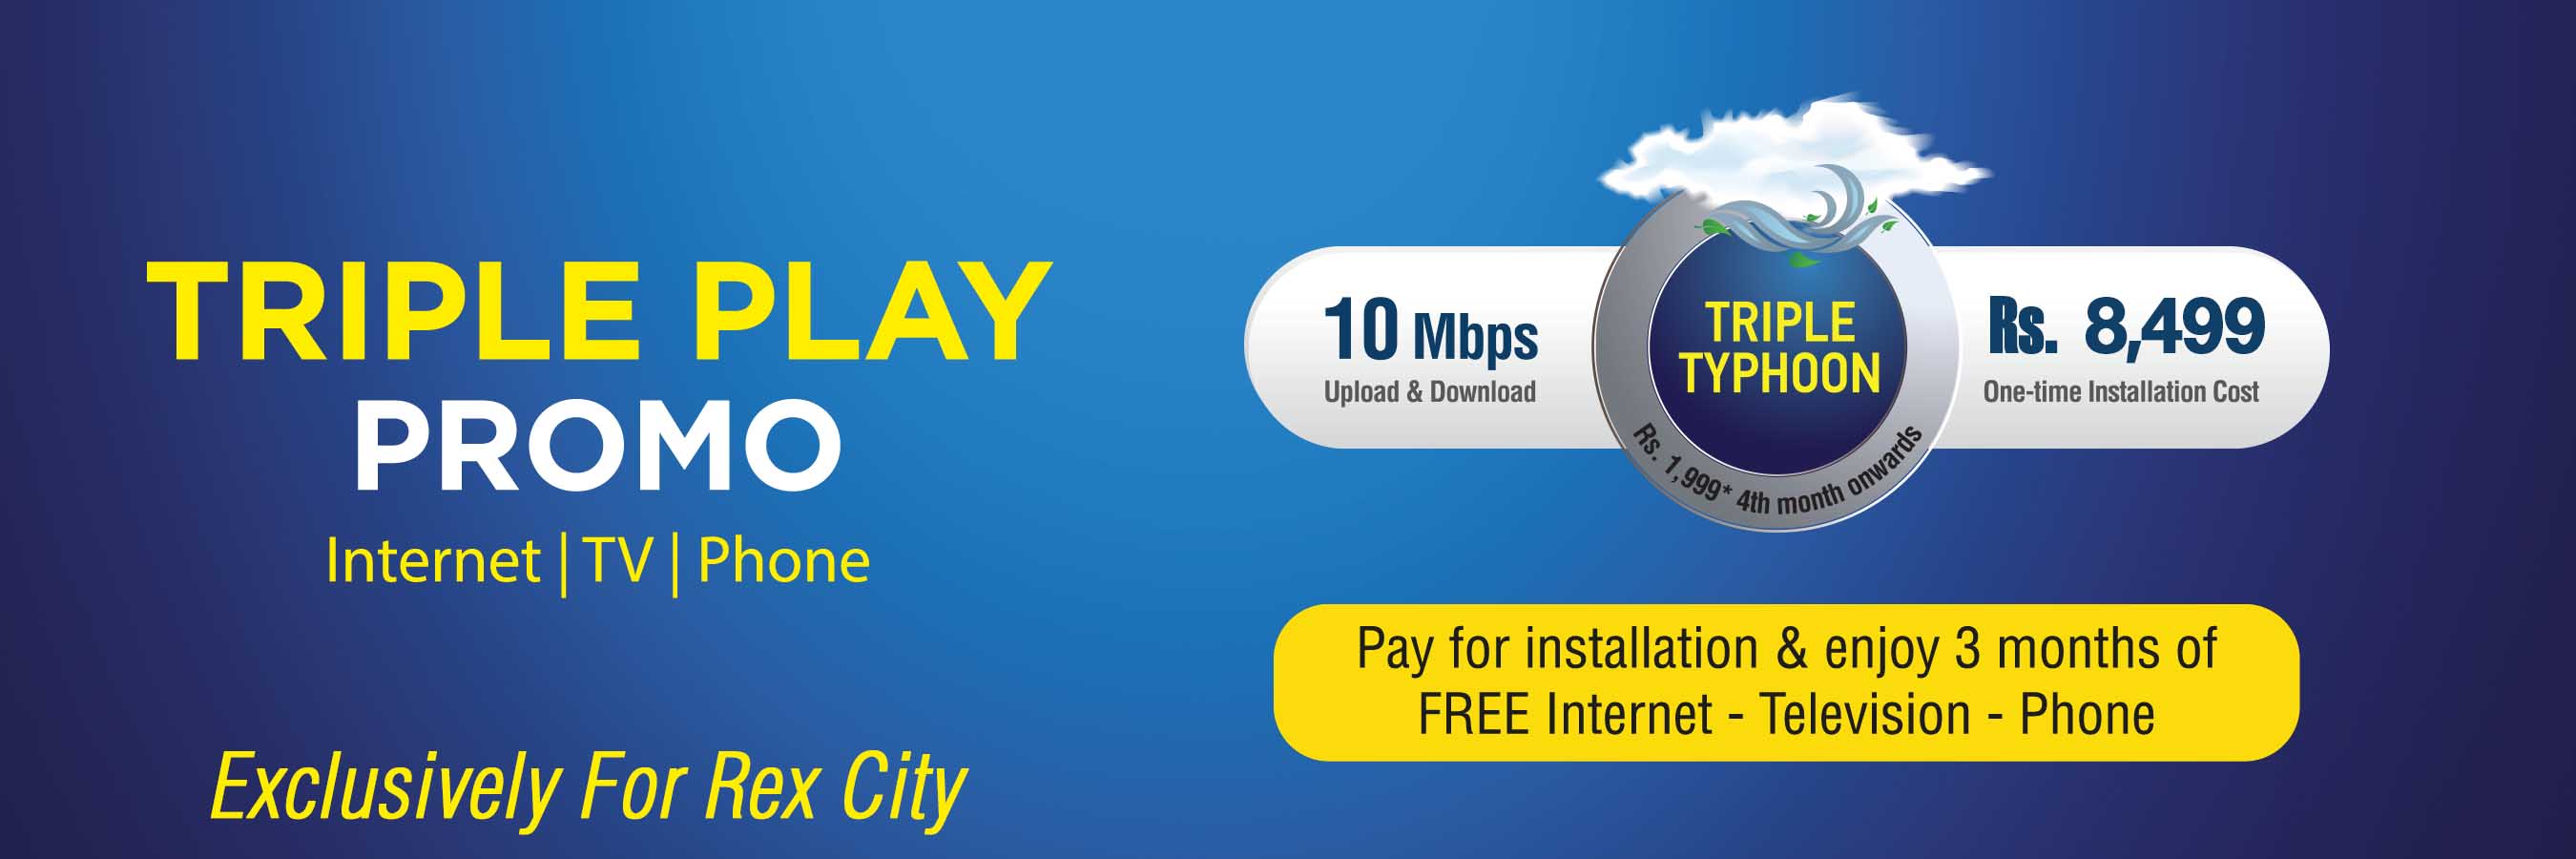 TRIPLE PLAY
PROMO
Internet | TV | Phone
Exclusively For Rex City
10 Mbps
Upload & Download
TRIPLE
TYPHOON
Rs. 1,999* 4th month onwards
Rs. 8,499
One-time Installation Cost
Pay for installation & enjoy 3 months of
FREE Internet - Television - Phone